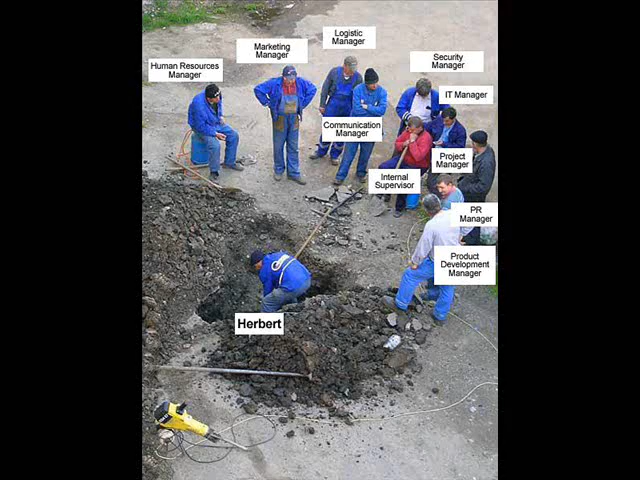 Logistic
Manager
Marketing
Manager
Human Resources
Manager
Security
Manager
IT Manager
Communication
Manager
Project
Manager
Internal
Supervisor
PR
Manager
Product
Development
Manager
Herbert